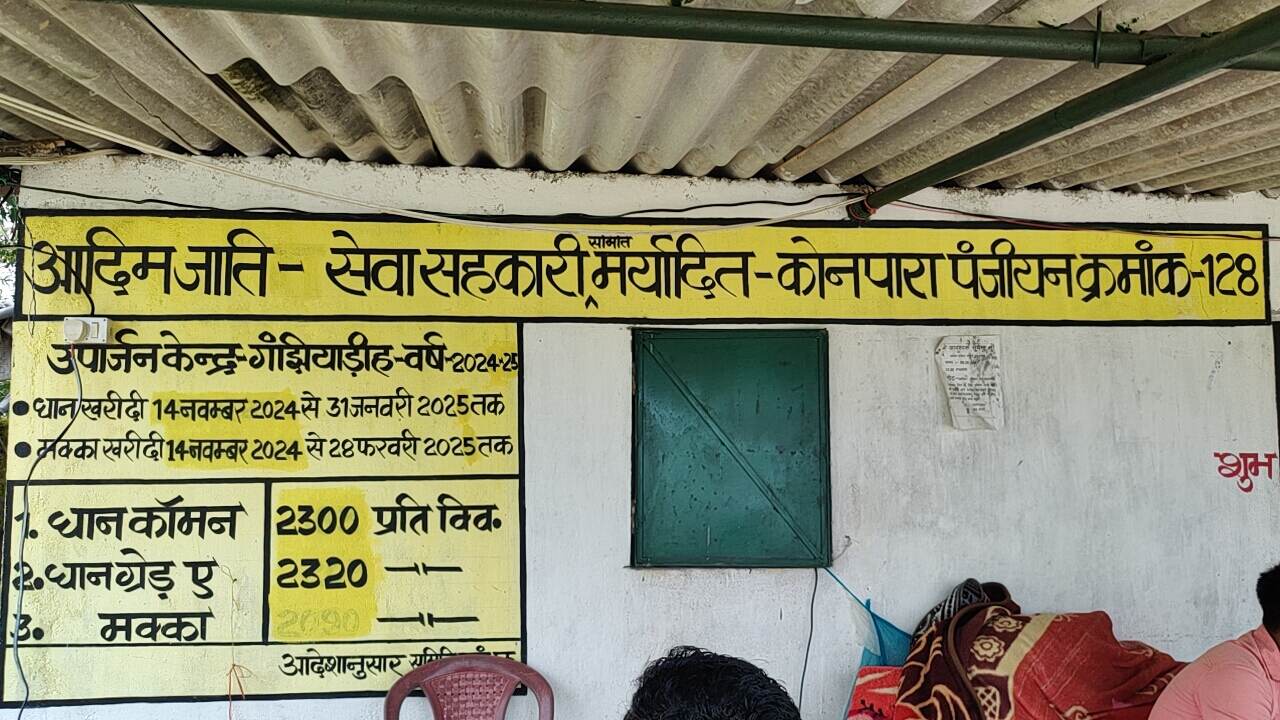 आदिम जाति - सेवा सहकारी समिति मर्यादित - कोनपारा पंजीयन क्रमांक-128
उपार्जन केन्द्र-गंझियाडीह-वर्ष-2024-25
• धान खरीदी 14 नवम्बर 2024 से 31 जनवरी 2025 तक
• मक्का खरीदी 14 नवम्बर 2024 से 28 फरवरी 2025 तक
1. धान कॉमन 2300 प्रति क्वि.
2. धान ग्रेड़ ए 2320 —〃—
3. मक्का 2090 —〃—
आदेशानुसार
शुभ